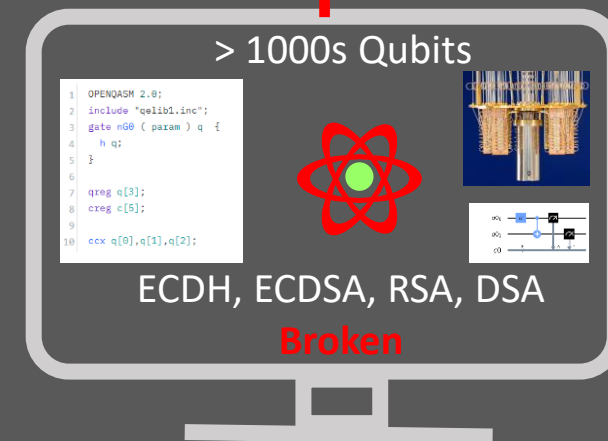 > 1000s Qubits
1 OPENQASM 2.0;
2 include "qelib1.inc";
3 gate nG0 ( param ) q {
4 h q;
5 }
6
7 qreg q[3];
8 creg c[5];
9
10 ccx q[0],q[1],q[2];
ECDH, ECDSA, RSA, DSA
Broken